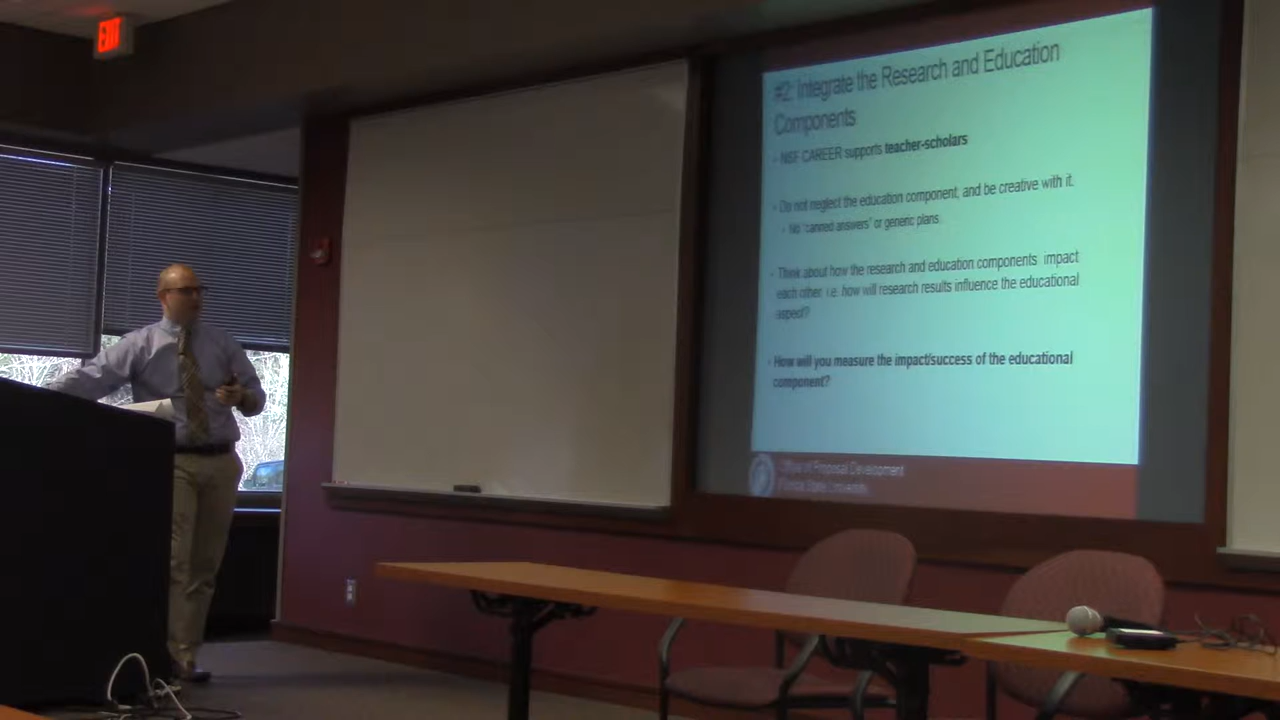 EXIT
#2: Integrate the Research and Education
Components
NSF CAREER supports teacher-scholars
Do not neglect the education component, and be creative with it.
No "canned answers" or generic plans
Think about how the research and education components impact
each other. i.e. how will research results influence the educational
aspect?
How will you measure the impact/success of the educational
component?
Office of Proposal Development
Florida State University